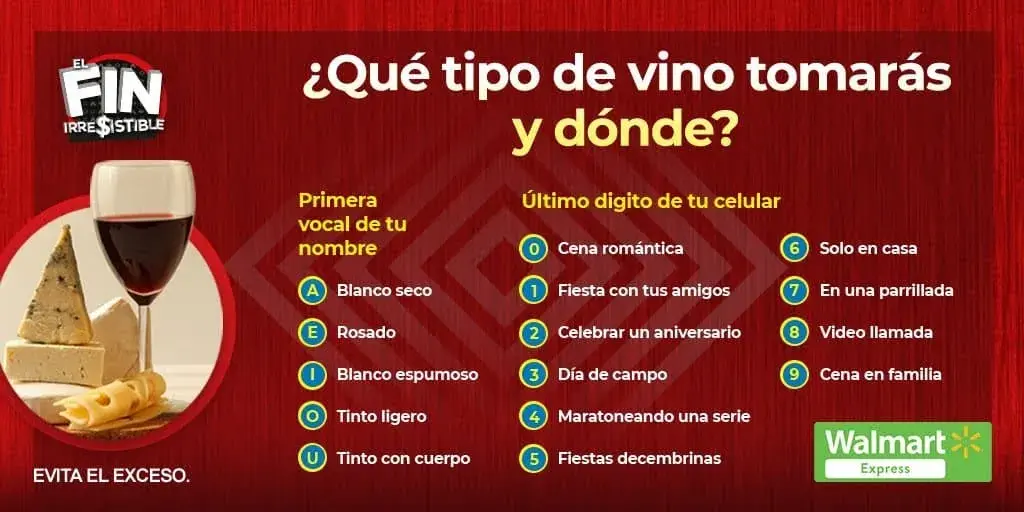 EL
FIN
IRRE$ISTIBLE
¿Qué tipo de vino tomarás
y dónde?
Primera
vocal de tu
nombre
A Blanco seco
E Rosado
I Blanco espumoso
O Tinto ligero
U Tinto con cuerpo
Último digito de tu celular
0 Cena romántica
1 Fiesta con tus amigos
2 Celebrar un aniversario
3 Día de campo
4 Maratoneando una serie
5 Fiestas decembrinas
6 Solo en casa
7 En una parrillada
8 Video llamada
9 Cena en familia
EVITA EL EXCESO.
Walmart
Express